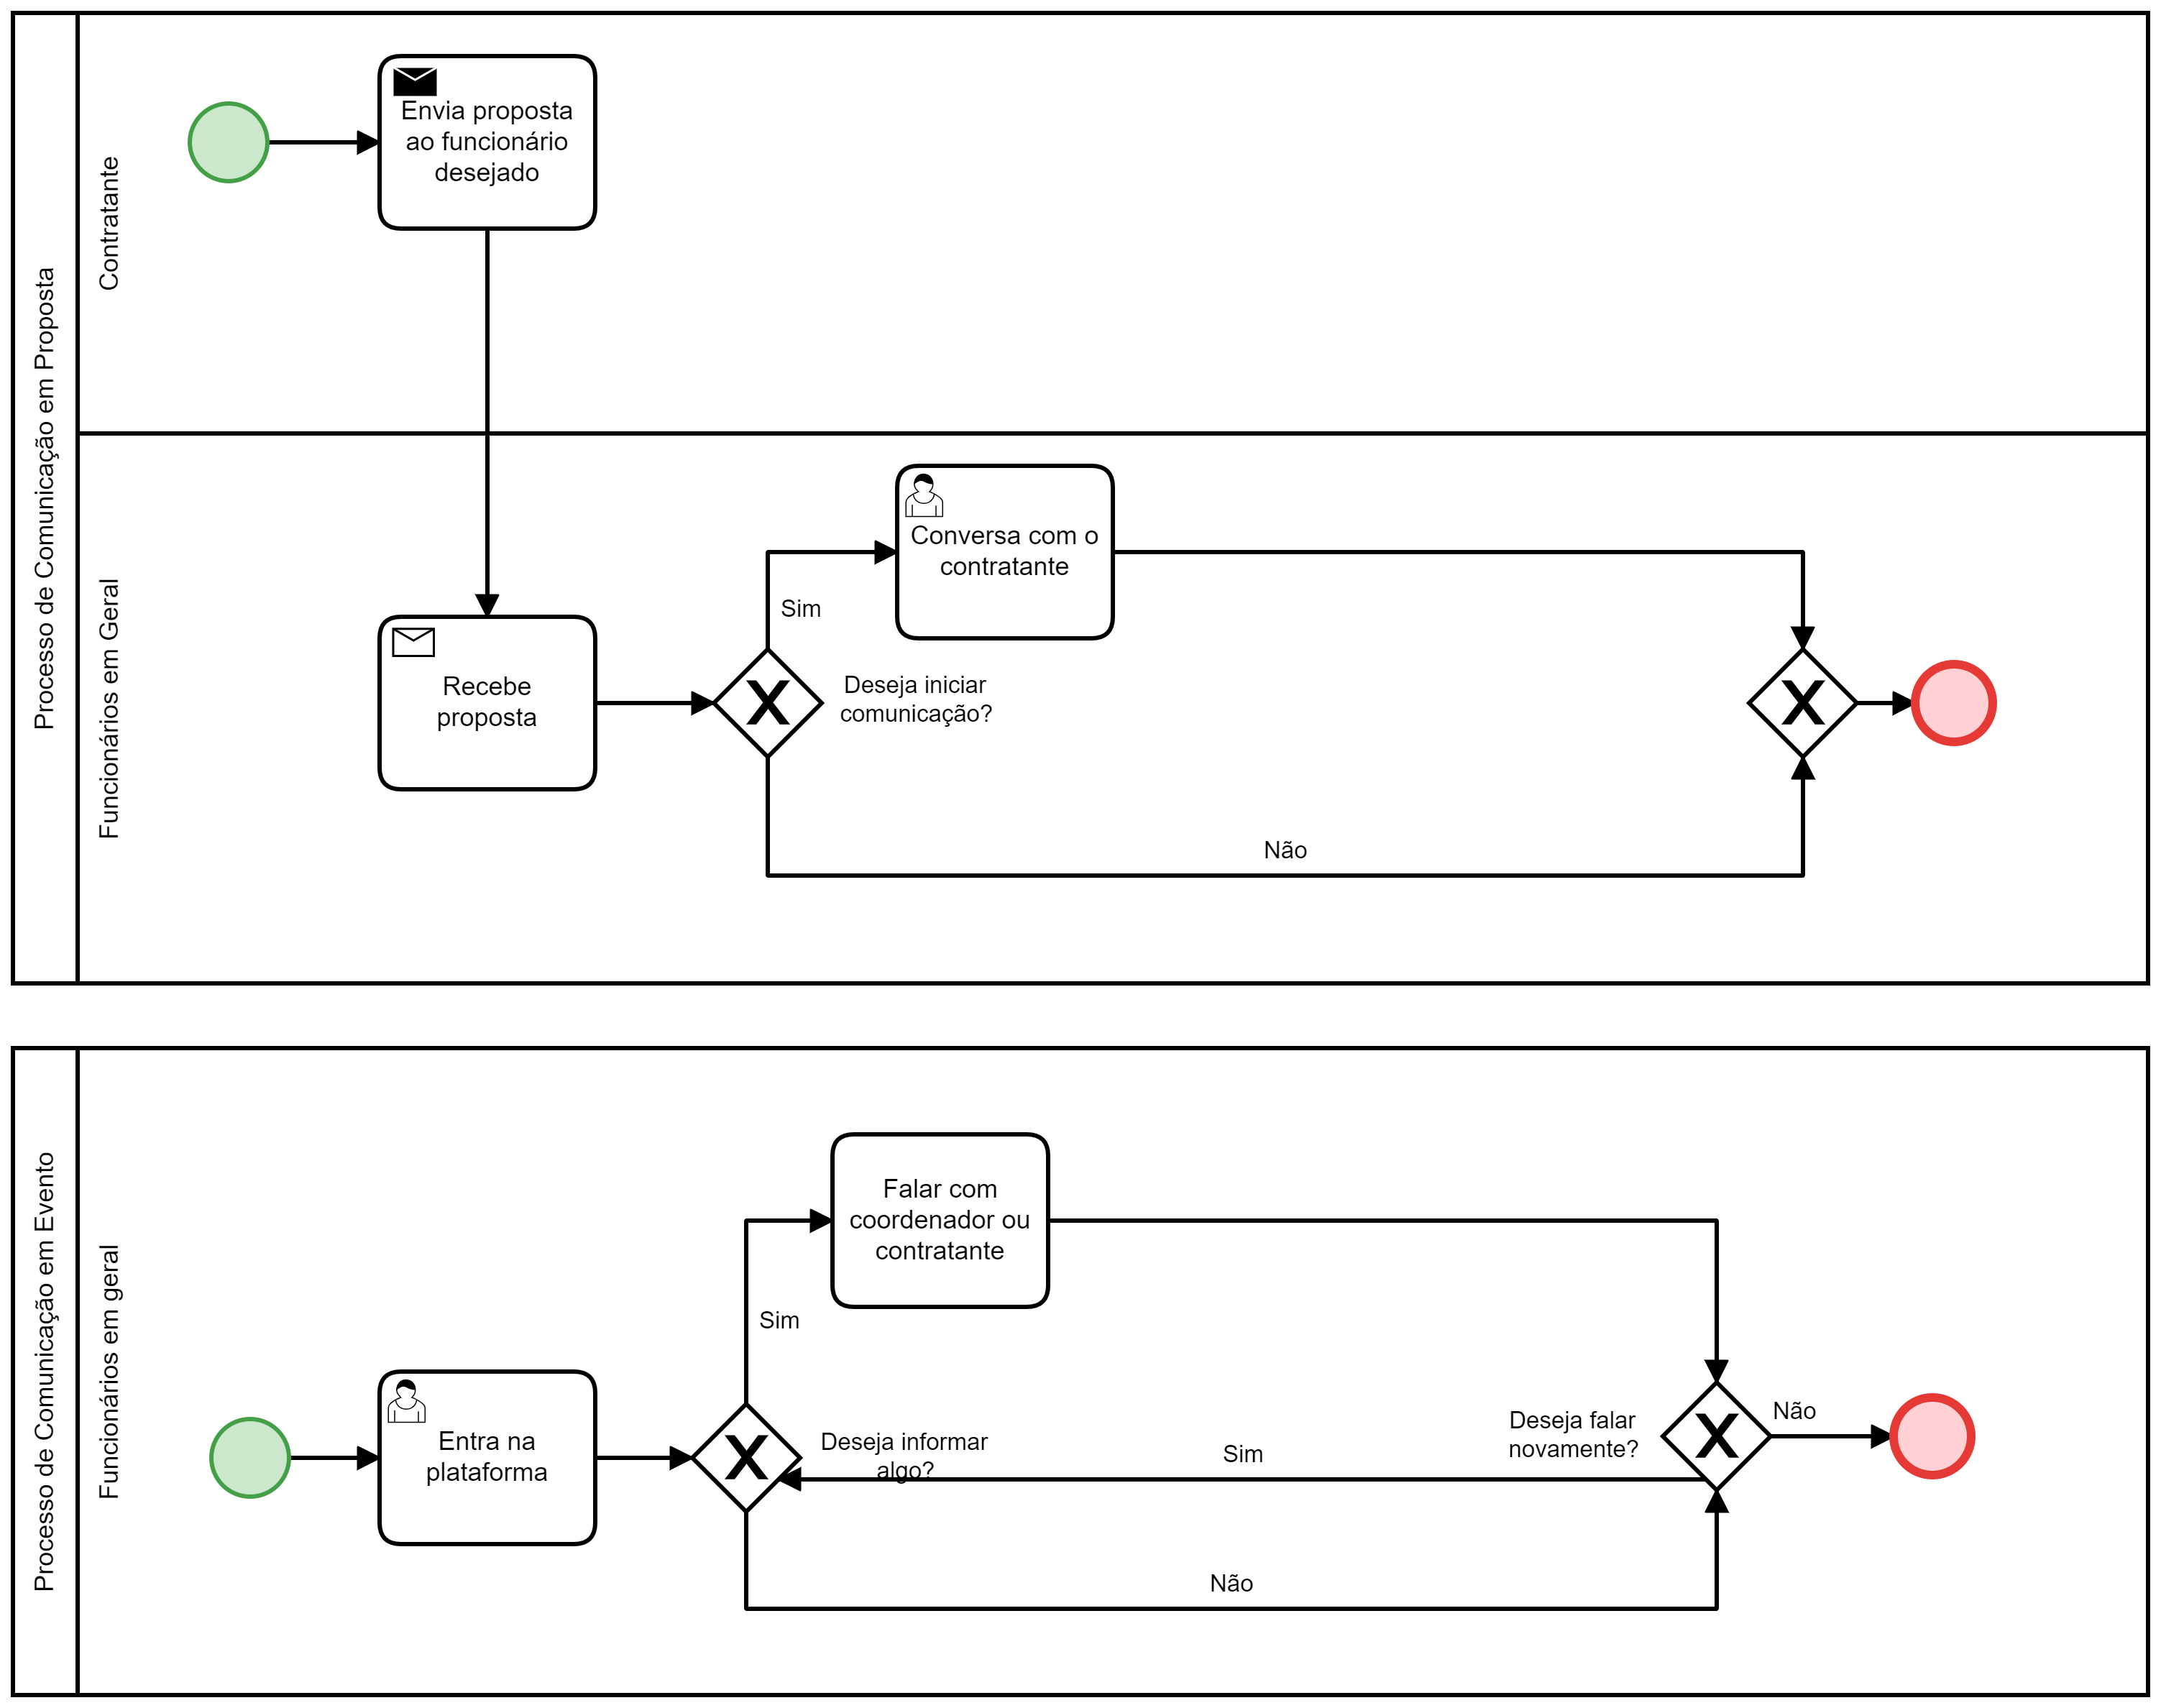 Processo de Comunicação em Proposta
Contratante
Envia proposta
ao funcionário
desejado
Funcionários em Geral
Recebe
proposta
Sim
Conversa com o
contratante
Deseja iniciar
comunicação?
Não
Processo de Comunicação em Evento
Funcionários em geral
Entra na
plataforma
Sim
Falar com
coordenador ou
contratante
Deseja informar
algo?
Sim
Deseja falar
novamente?
Não
Não